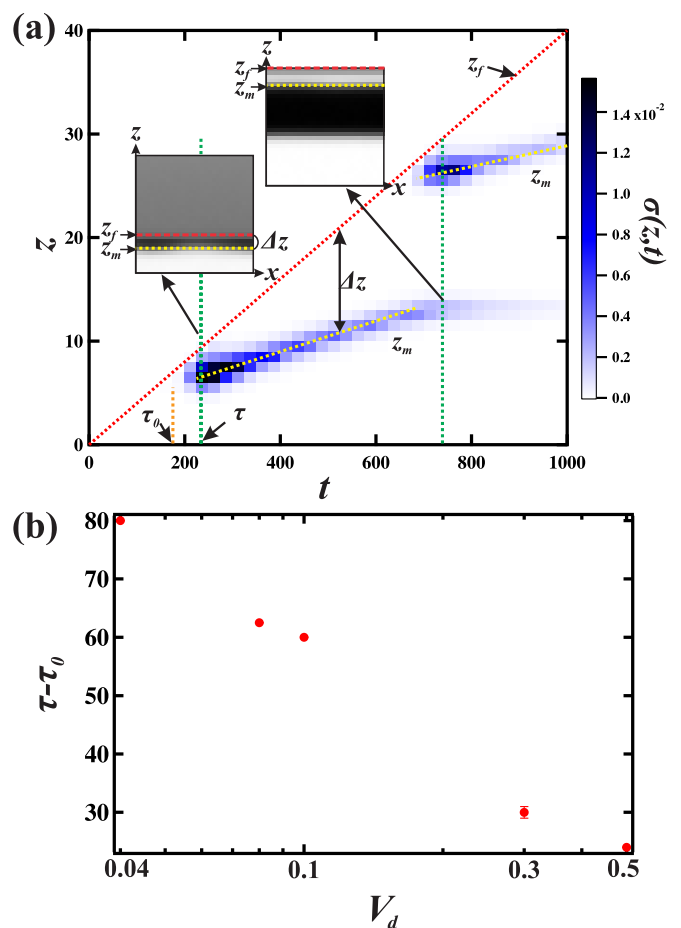 (a)
40
30
20
10
0
z
0
200
400
600
800
1000
t
z
z_f
z_m
Δz
x
z
z_f
z_m
x
z_f
z_m
Δz
z_m
τ_0
τ
1.4 x10^-2
1.2
1.0
0.8
0.6
0.4
0.2
0.0
σ(z,t)
(b)
80
70
60
50
40
30
τ-τ_0
0.04
0.1
0.3
0.5
V_d